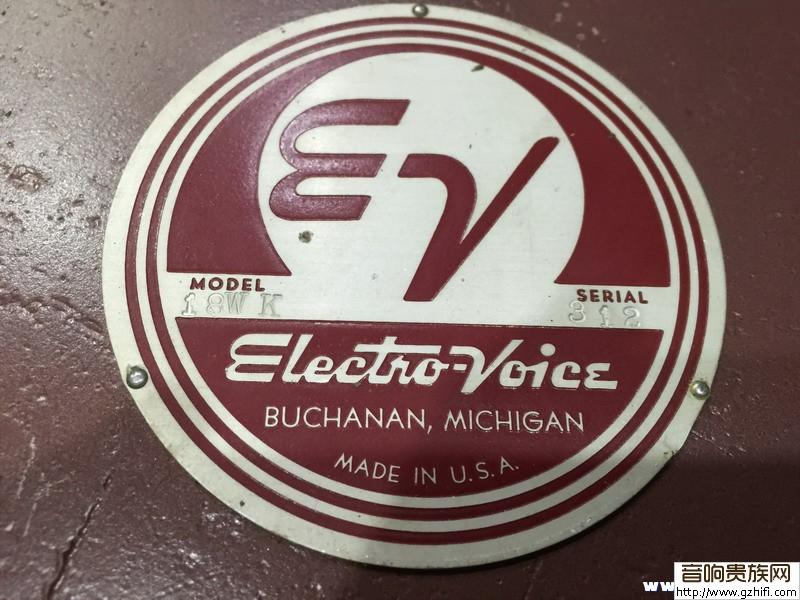 EV
MODEL
18WK
SERIAL
312
Electro-Voice
BUCHANAN, MICHIGAN
MADE IN U.S.A.
音响贵族网
http://www.gzhifi.com